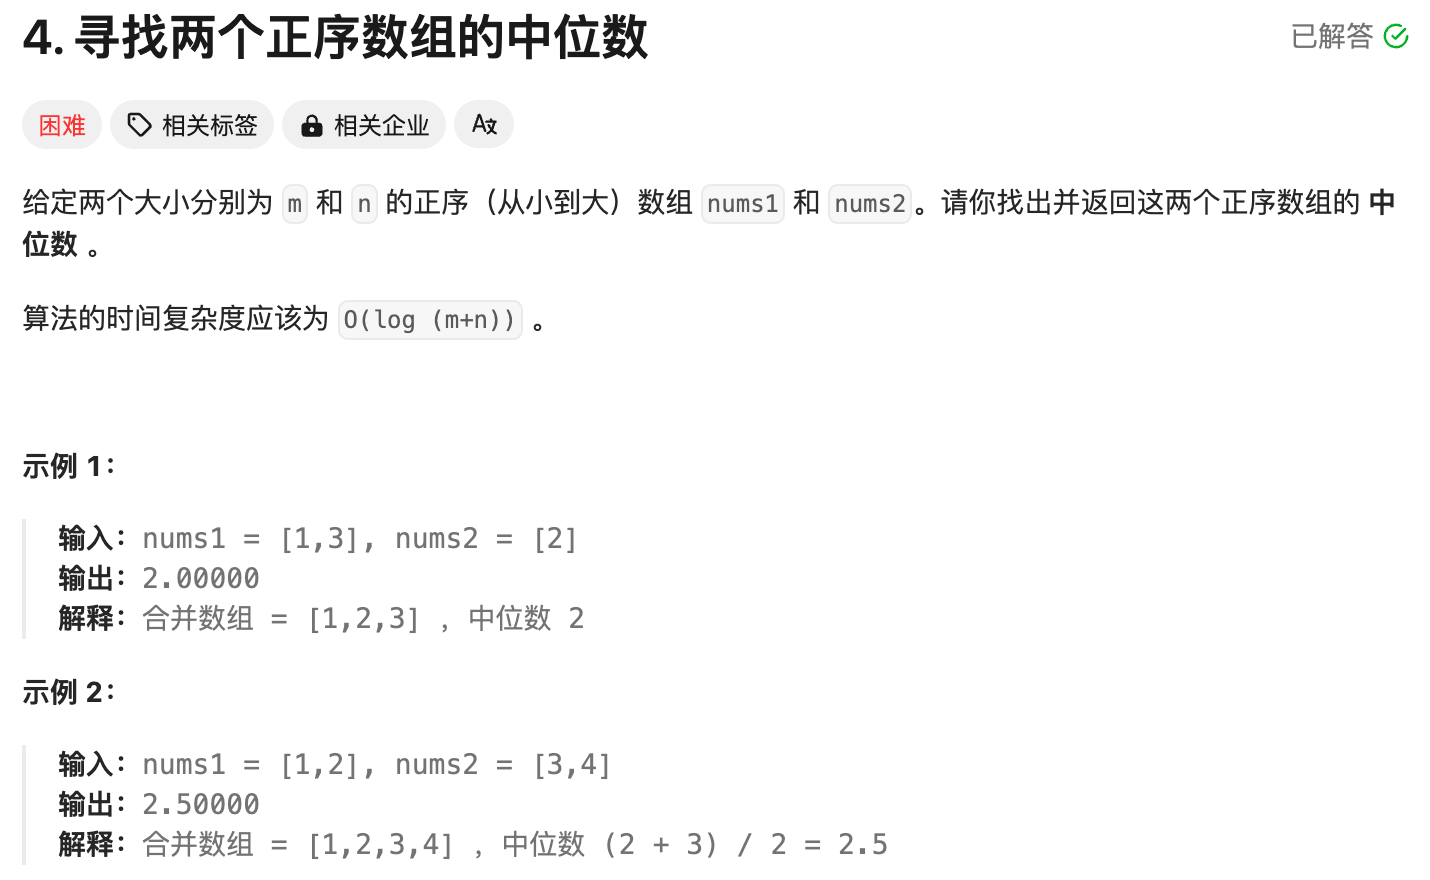 4. 寻找两个正序数组的中位数
已解答
困难 相关标签 相关企业 A文
给定两个大小分别为 m 和 n 的正序（从小到大）数组 nums1 和 nums2。请你找出并返回这两个正序数组的 中
位数 。
算法的时间复杂度应该为 O(log (m+n)) 。
示例 1：
输入：nums1 = [1,3], nums2 = [2]
输出：2.00000
解释：合并数组 = [1,2,3] ，中位数 2
示例 2：
输入：nums1 = [1,2], nums2 = [3,4]
输出：2.50000
解释：合并数组 = [1,2,3,4] ，中位数 (2 + 3) / 2 = 2.5